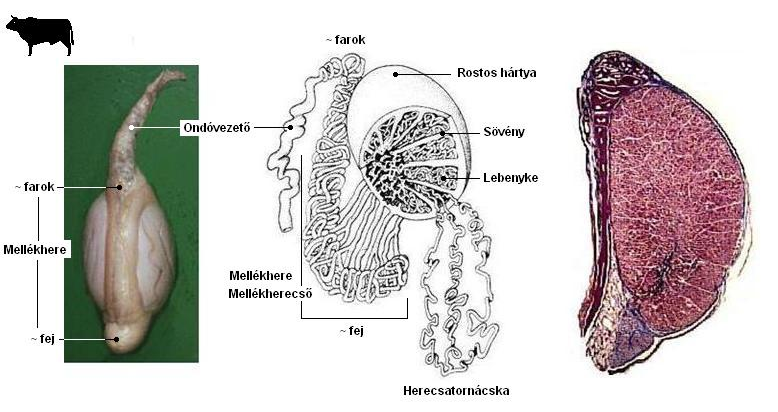 ~ farok
Rostos hártya
Ondóvezető
Sövény
Lebenyke
~ farok
Mellékhere
Mellékhere
Mellékherecső
~ fej
~ fej
Herecsatornácska